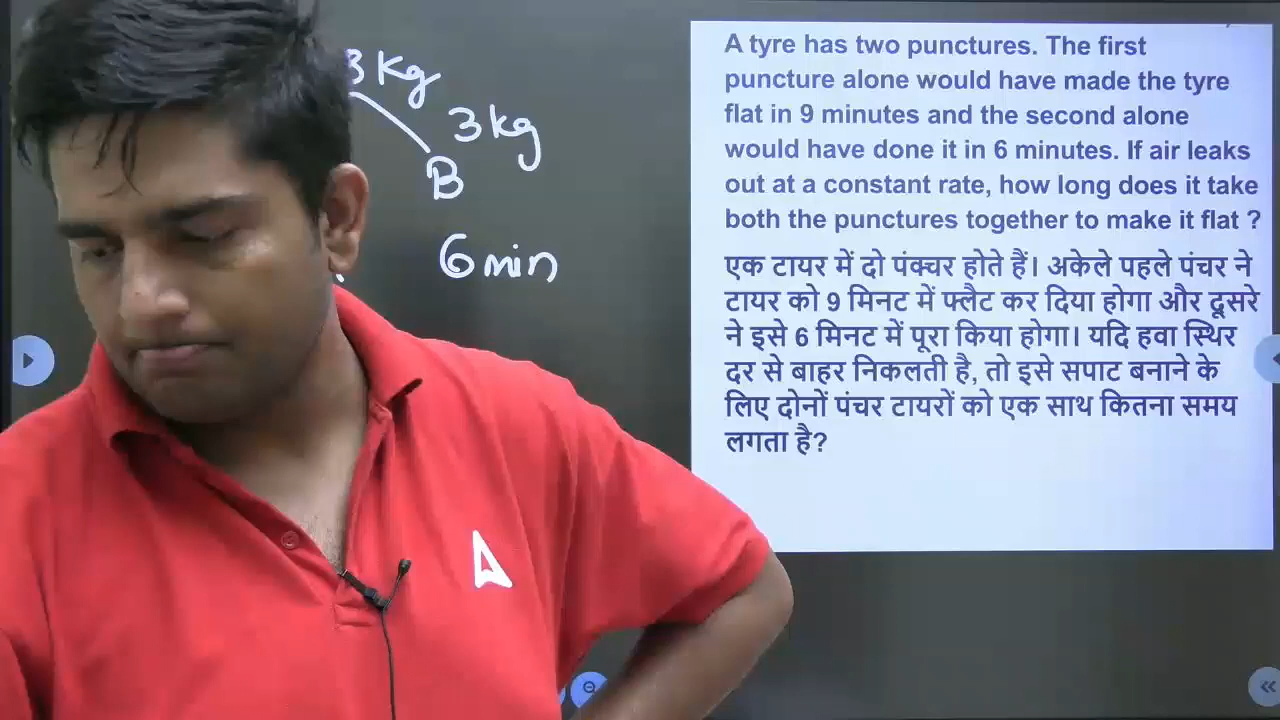 3 Kg
3 kg
B
6 min
A tyre has two punctures. The first
puncture alone would have made the tyre
flat in 9 minutes and the second alone
would have done it in 6 minutes. If air leaks
out at a constant rate, how long does it take
both the punctures together to make it flat ?
एक टायर में दो पंक्चर होते हैं। अकेले पहले पंचर ने
टायर को 9 मिनट में फ्लैट कर दिया होगा और दूसरे
ने इसे 6 मिनट में पूरा किया होगा। यदि हवा स्थिर
दर से बाहर निकलती है, तो इसे सपाट बनाने के
लिए दोनों पंचर टायरों को एक साथ कितना समय
लगता है?